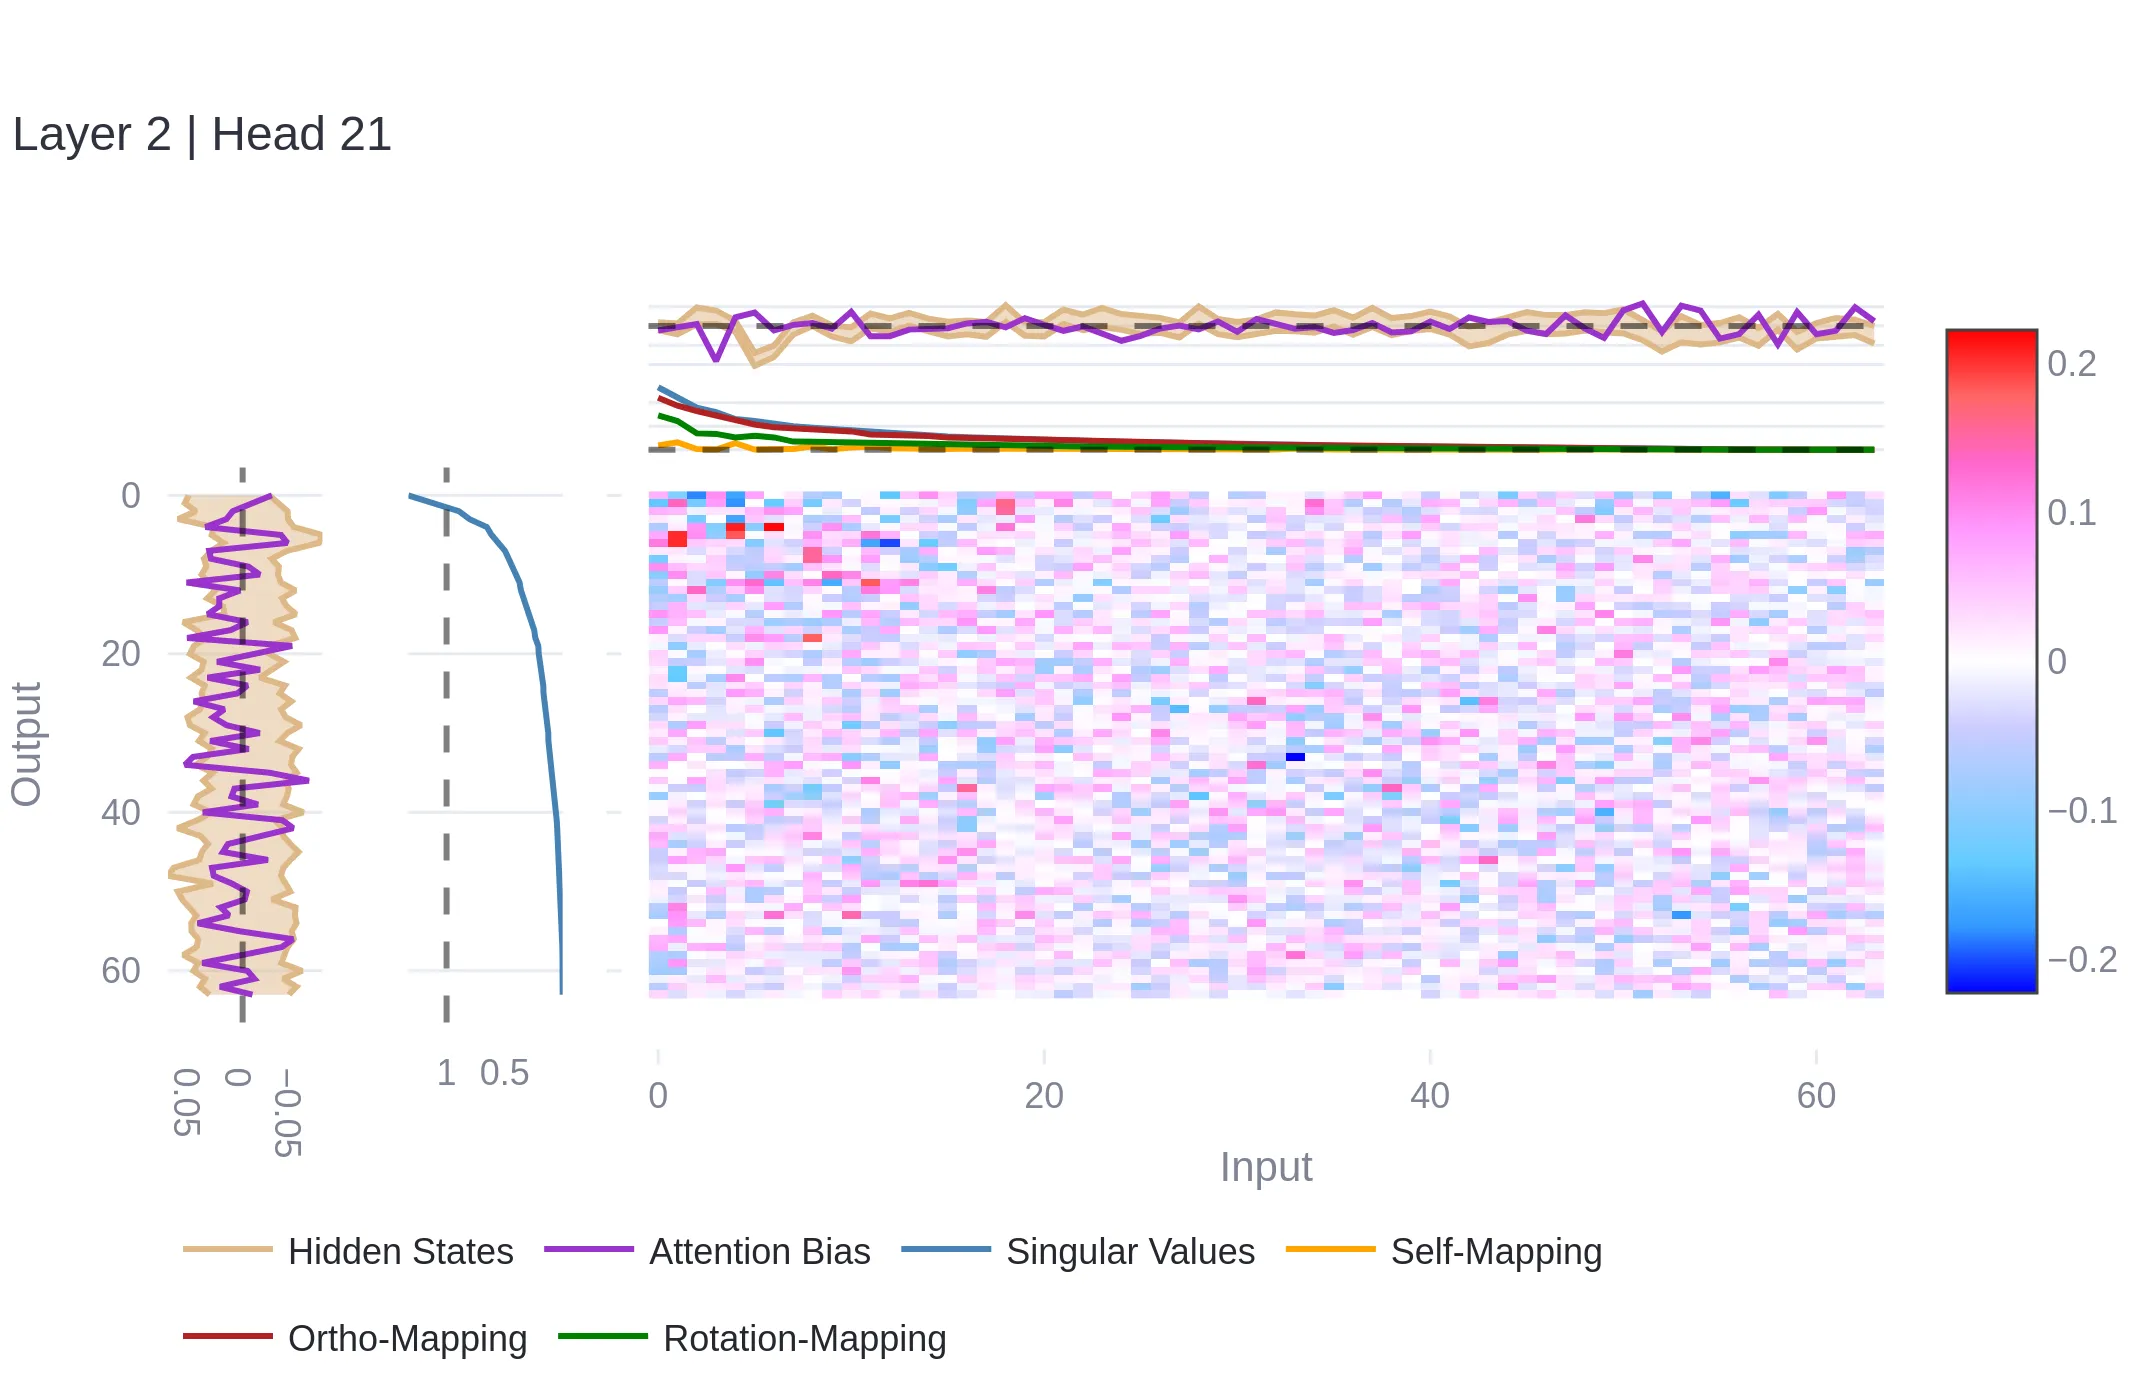 Layer 2 | Head 21
0
20
40
60
Output
0.05
0
−0.05
1
0.5
0
20
40
60
Input
0.2
0.1
0
−0.1
−0.2
Hidden States
Attention Bias
Singular Values
Self-Mapping
Ortho-Mapping
Rotation-Mapping